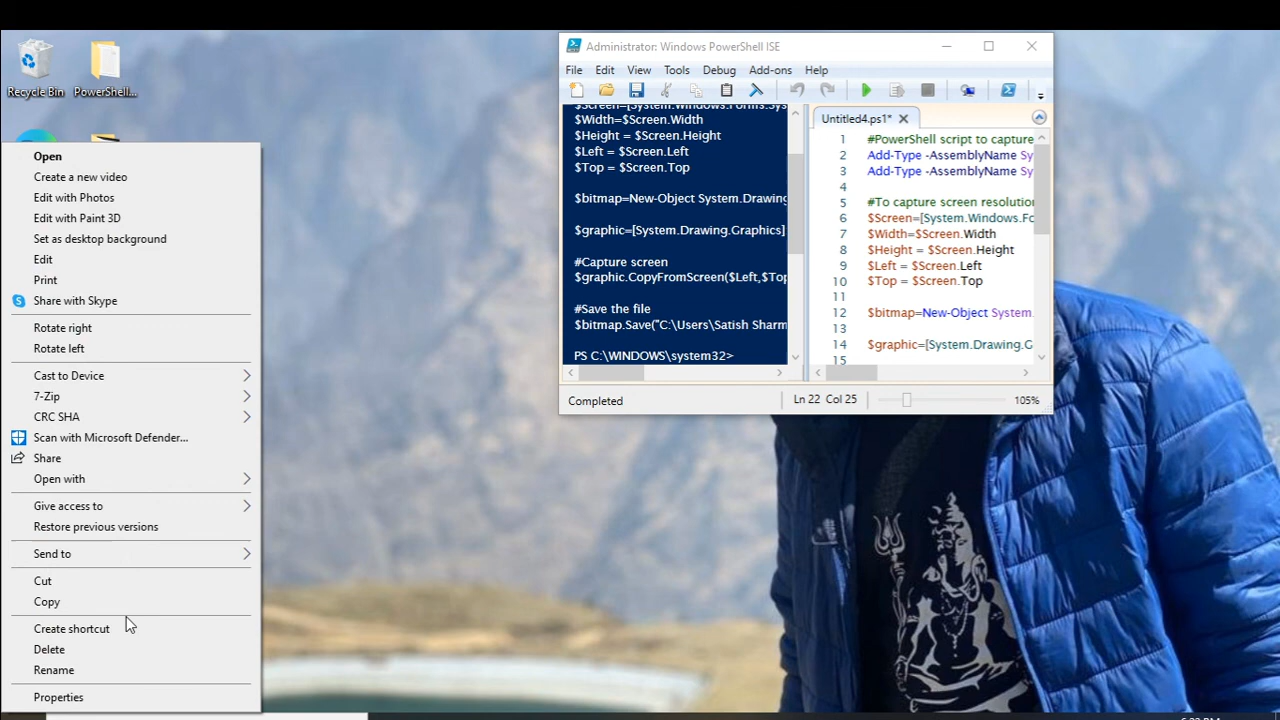 Recycle Bin
PowerShell...
Open
Create a new video
Edit with Photos
Edit with Paint 3D
Set as desktop background
Edit
Print
Share with Skype
Rotate right
Rotate left
Cast to Device
7-Zip
CRC SHA
Scan with Microsoft Defender...
Share
Open with
Give access to
Restore previous versions
Send to
Cut
Copy
Create shortcut
Delete
Rename
Properties
Administrator: Windows PowerShell ISE
File Edit View Tools Debug Add-ons Help
$Screen=[System.Windows.Forms.Sys
$Width=$Screen.Width
$Height = $Screen.Height
$Left = $Screen.Left
$Top = $Screen.Top
$bitmap=New-Object System.Drawing
$graphic=[System.Drawing.Graphics]
#Capture screen
$graphic.CopyFromScreen($Left,$Top
#Save the file
$bitmap.Save("C:\Users\Satish Sharm
PS C:\WINDOWS\system32>
Untitled4.ps1*
1 #PowerShell script to capture
2 Add-Type -AssemblyName Sy
3 Add-Type -AssemblyName Sy
4
5 #To capture screen resolution
6 $Screen=[System.Windows.Fo
7 $Width=$Screen.Width
8 $Height = $Screen.Height
9 $Left = $Screen.Left
10 $Top = $Screen.Top
11
12 $bitmap=New-Object System.
13
14 $graphic=[System.Drawing.G
15
Completed
Ln 22 Col 25
105%